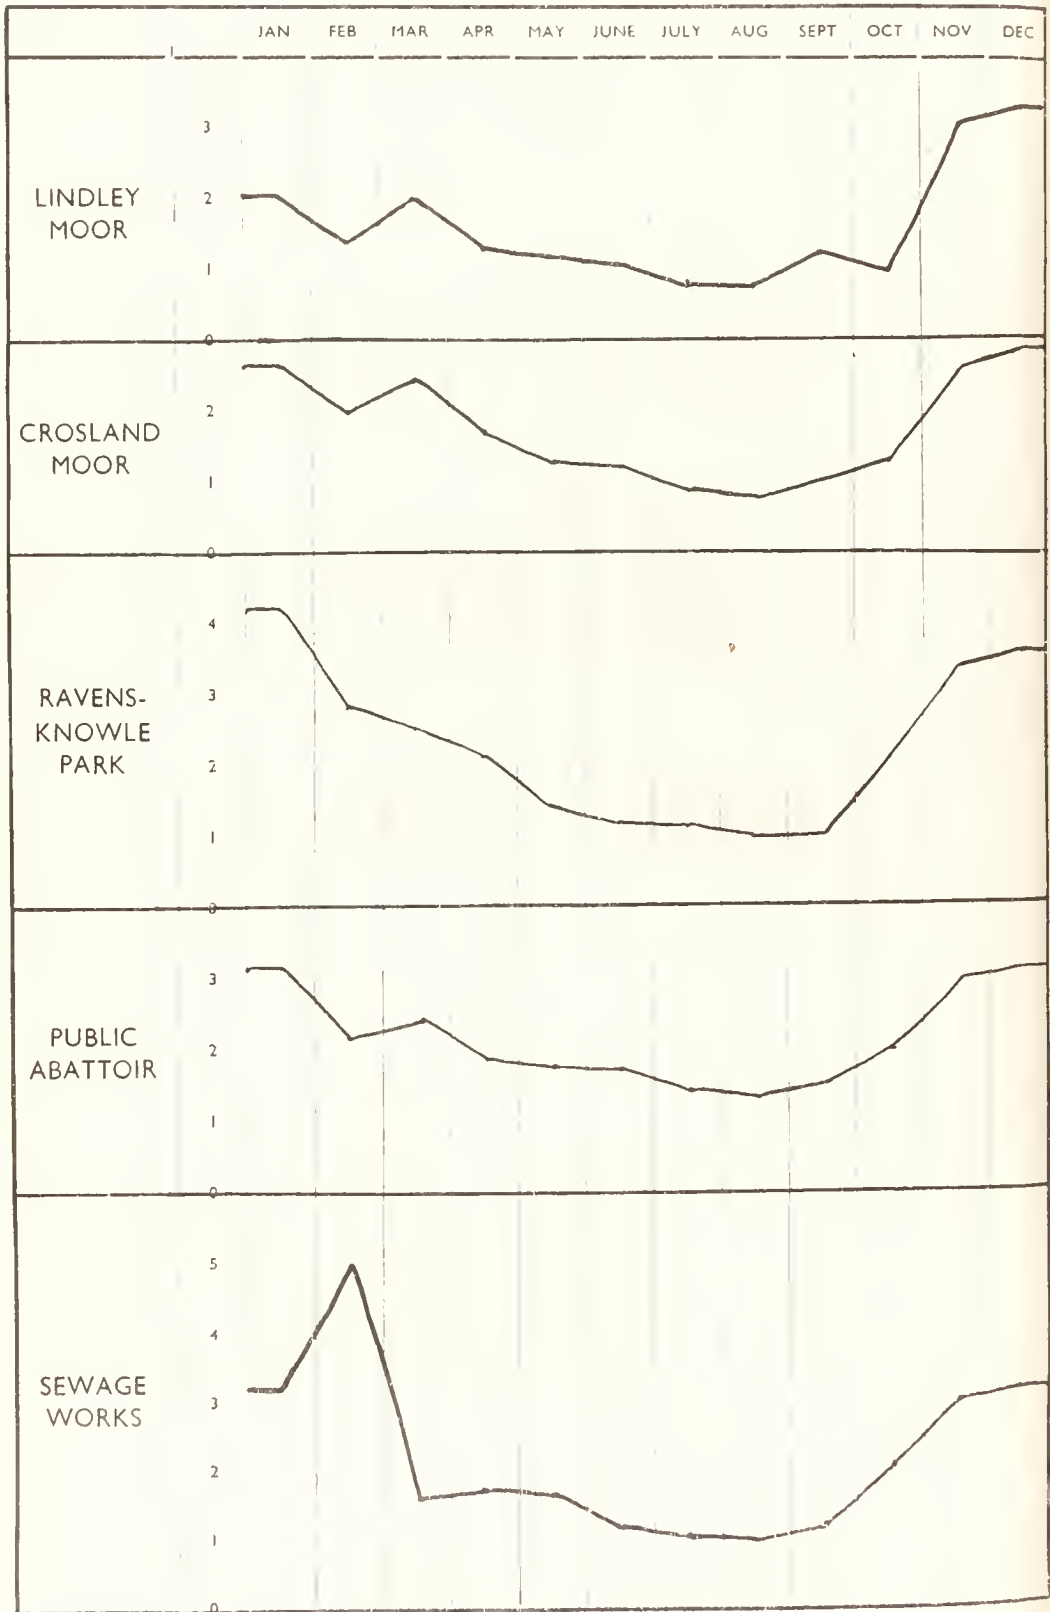 JAN FEB MAR APR MAY JUNE JULY AUG SEPT OCT NOV DEC
3
LINDLEY
MOOR
2
1
0
2
CROSLAND
MOOR
1
0
4
RAVENS-
KNOWLE
PARK
3
2
1
0
3
PUBLIC
ABATTOIR
2
1
0
5
4
SEWAGE
WORKS
3
2
1
0